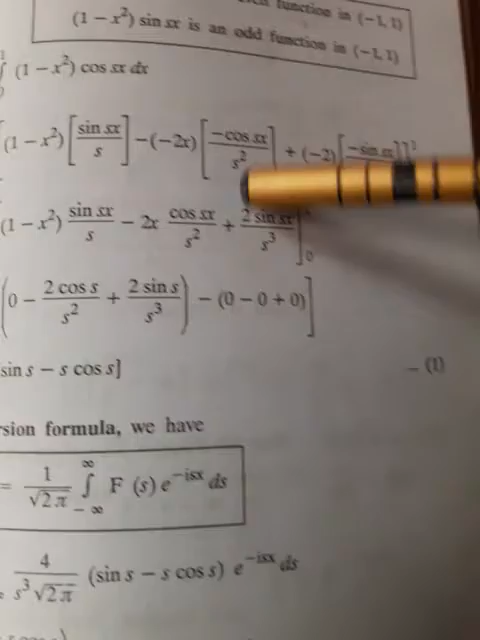 function in (−1, 1)
(1 − x²) sin sx is an odd function in (−1, 1)
∫ (1 − x²) cos sx dx
(1 − x²) [sin sx / s] − (−2x) [−cos sx / s²] + (−2) [−sin sx
(1 − x²) sin sx / s − 2x cos sx / s² + 2 sin sx / s³ ]₀
(0 − 2 cos s / s² + 2 sin s / s³) − (0 − 0 + 0)]
sin s − s cos s] − (1)
rsion formula, we have
= 1/√2π ∫_{−∞}^{∞} F (s) e^{−isx} ds
4 / s³√2π (sin s − s cos s) e^{−isx} ds